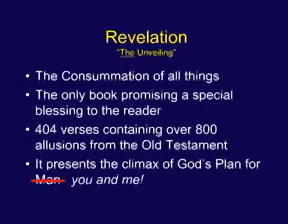 Revelation
"The Unveiling"
• The Consummation of all things
• The only book promising a special
blessing to the reader
• 404 verses containing over 800
allusions from the Old Testament
• It presents the climax of God's Plan for
Man you and me!